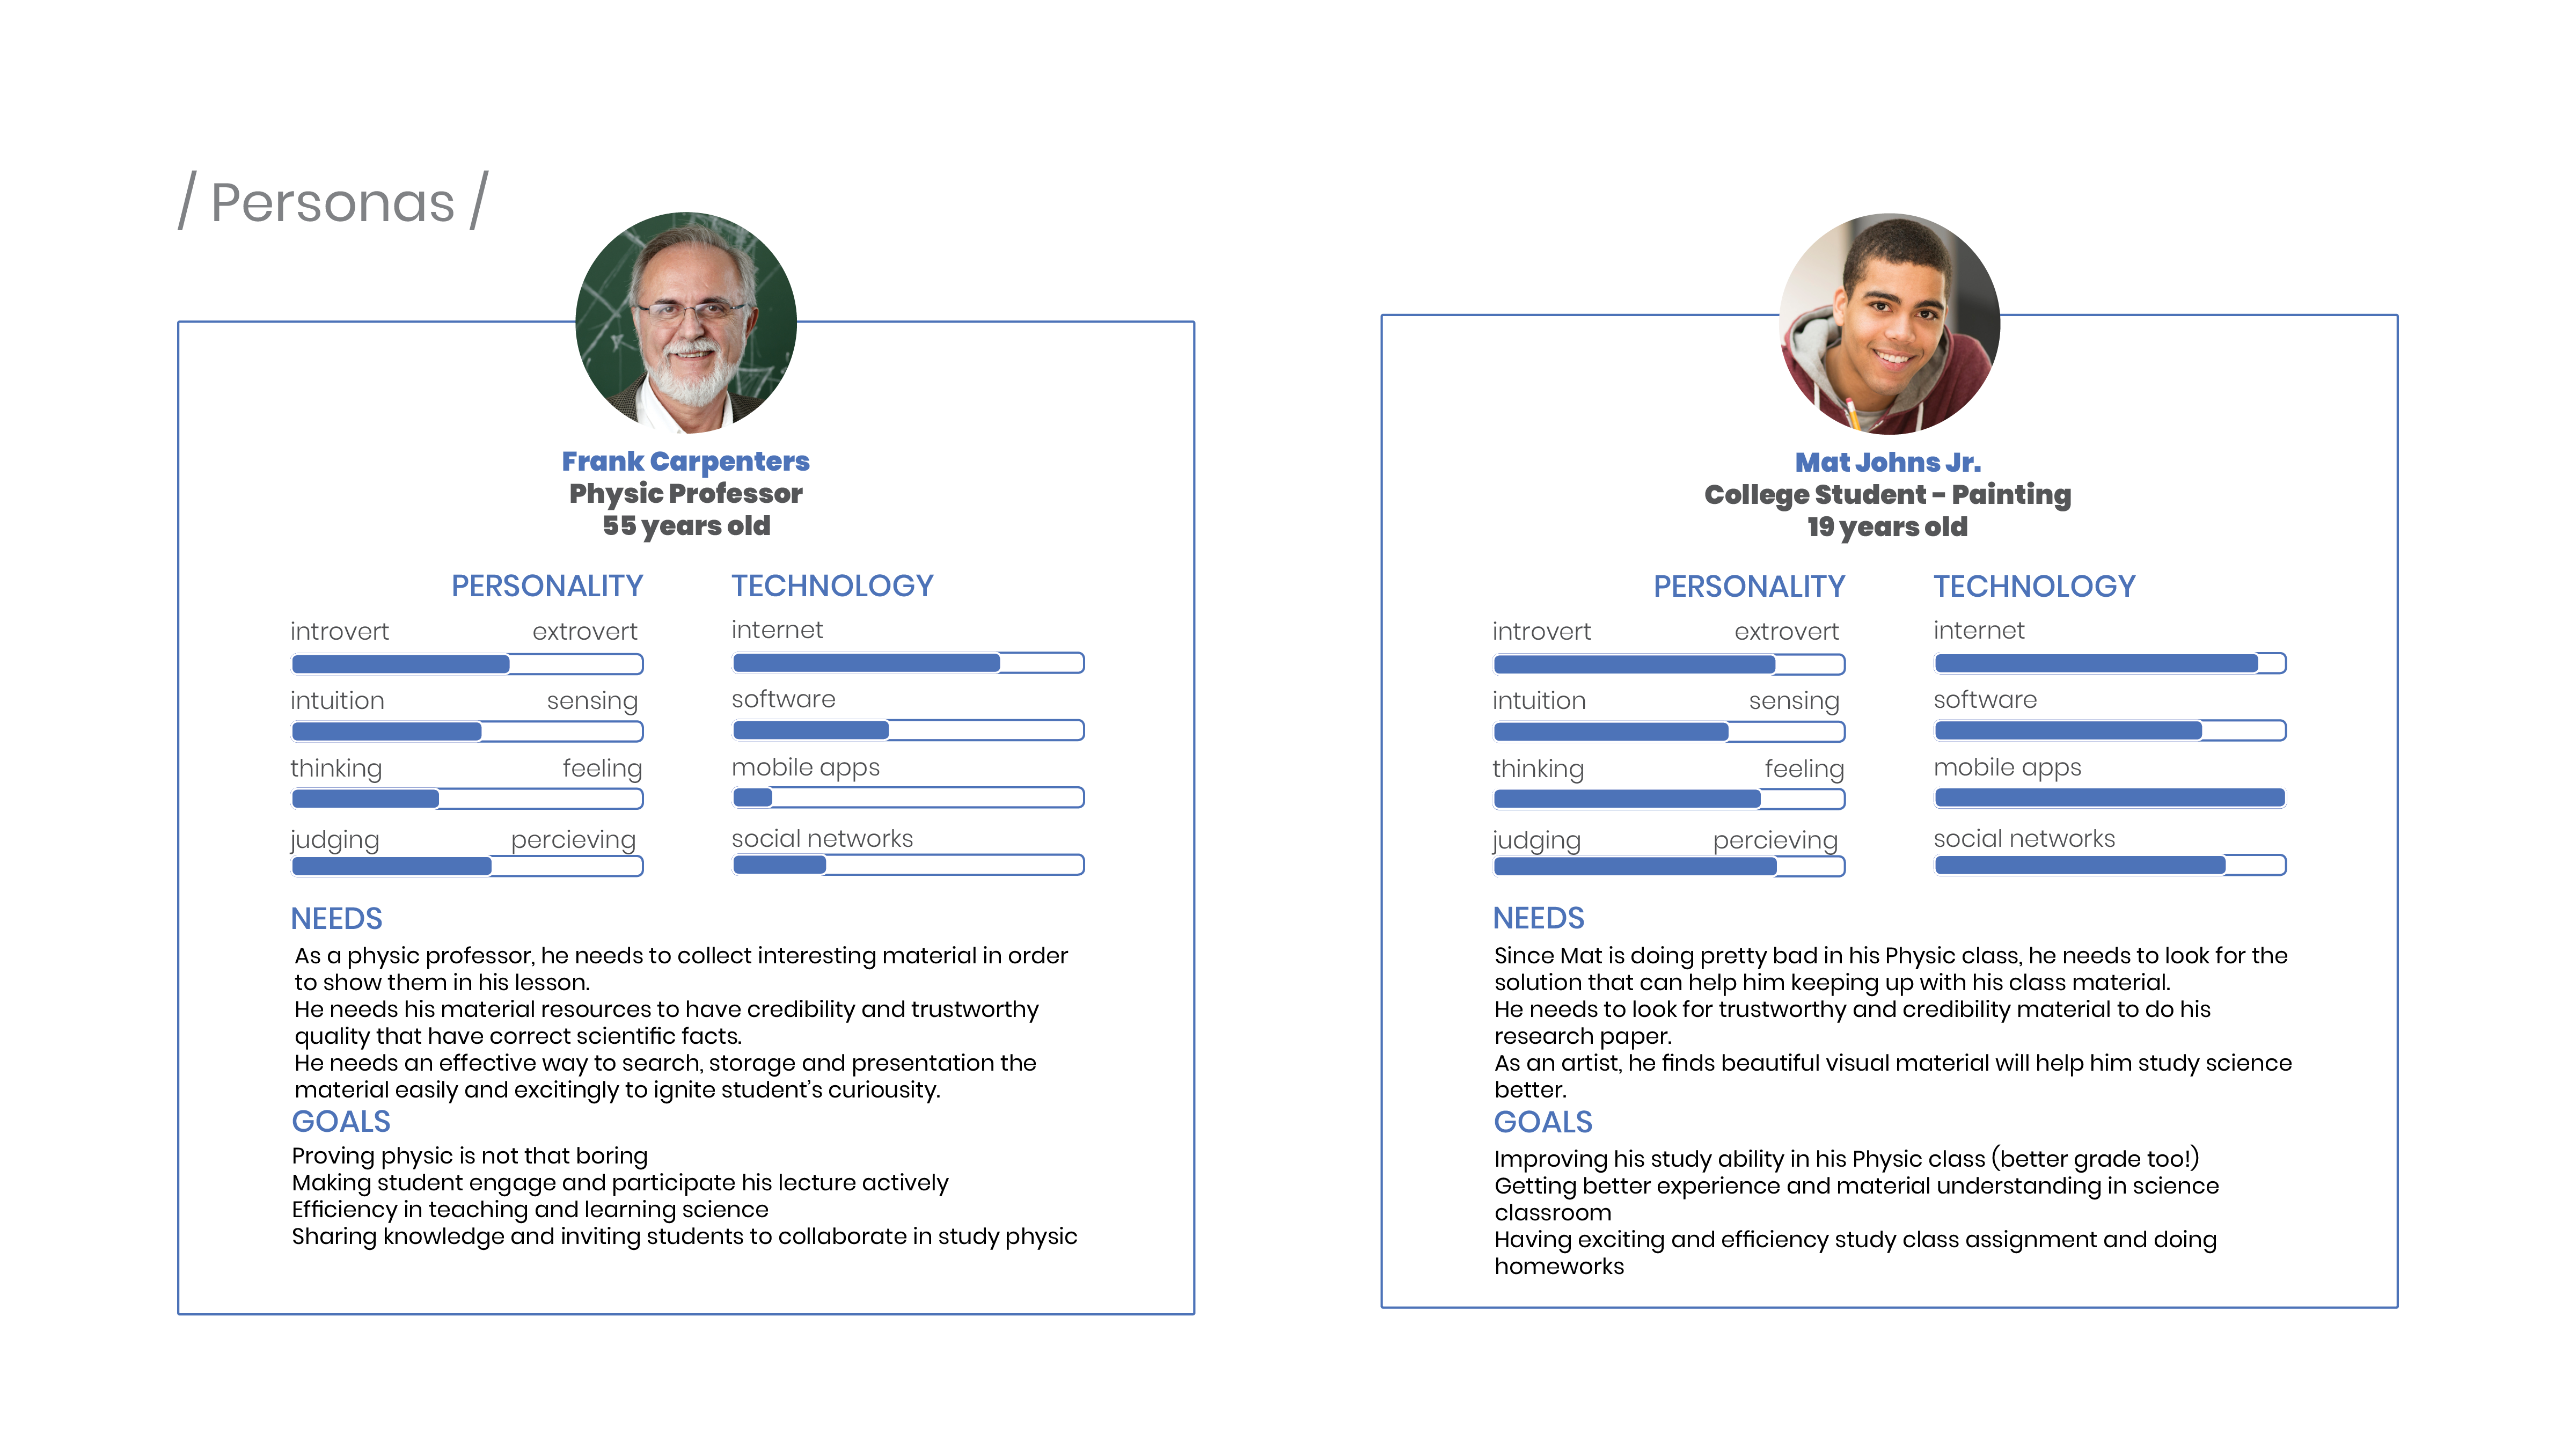 / Personas /
Frank Carpenters
Physic Professor
55 years old
PERSONALITY
introvert extrovert
intuition sensing
thinking feeling
judging percieving
TECHNOLOGY
internet
software
mobile apps
social networks
NEEDS
As a physic professor, he needs to collect interesting material in order
to show them in his lesson.
He needs his material resources to have credibility and trustworthy
quality that have correct scientific facts.
He needs an effective way to search, storage and presentation the
material easily and excitingly to ignite student's curiousity.
GOALS
Proving physic is not that boring
Making student engage and participate his lecture actively
Efficiency in teaching and learning science
Sharing knowledge and inviting students to collaborate in study physic
Mat Johns Jr.
College Student - Painting
19 years old
PERSONALITY
introvert extrovert
intuition sensing
thinking feeling
judging percieving
TECHNOLOGY
internet
software
mobile apps
social networks
NEEDS
Since Mat is doing pretty bad in his Physic class, he needs to look for the
solution that can help him keeping up with his class material.
He needs to look for trustworthy and credibility material to do his
research paper.
As an artist, he finds beautiful visual material will help him study science
better.
GOALS
Improving his study ability in his Physic class (better grade too!)
Getting better experience and material understanding in science
classroom
Having exciting and efficiency study class assignment and doing
homeworks